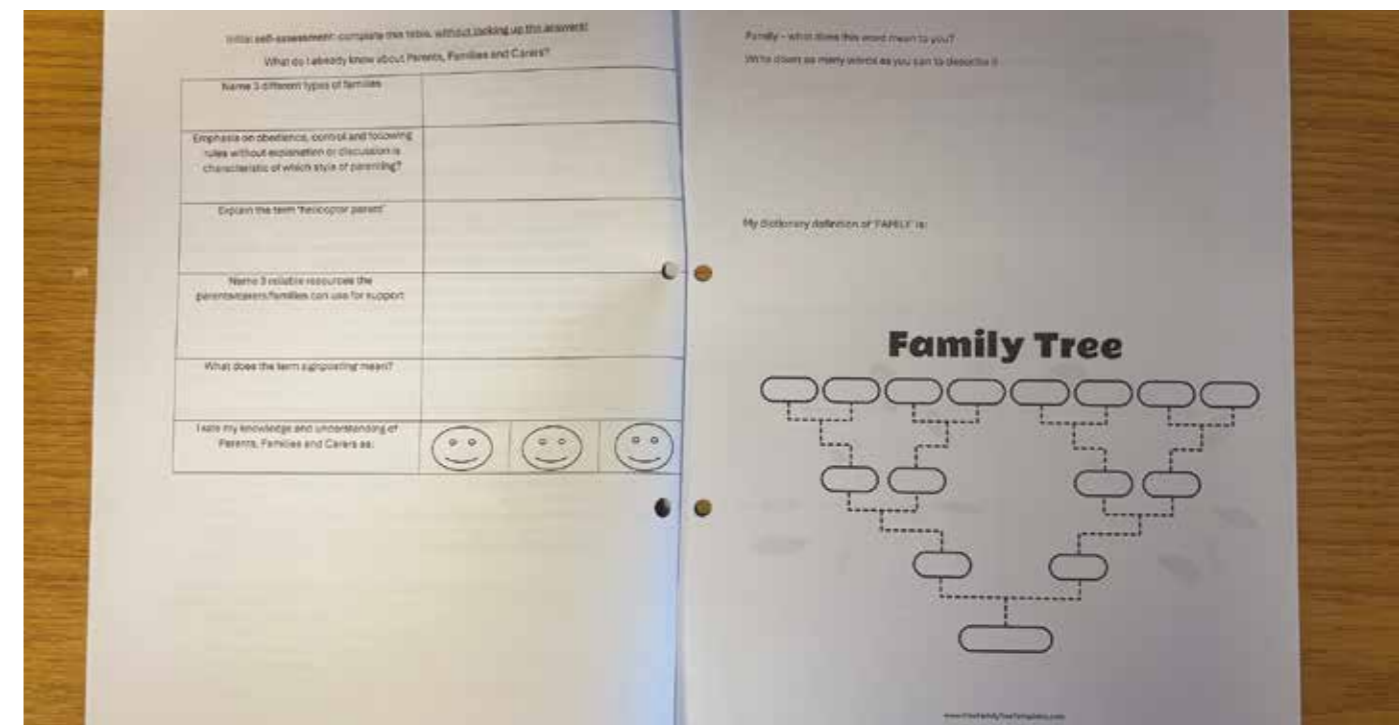 Initial self-assessment: complete this table, without looking up the answers!
What do I already know about Parents, Families and Carers?
Name 3 different types of families
Emphasis on obedience, control and following
rules without explanation or discussion is
characteristic of which style of parenting?
Explain the term 'helicopter parent'
Name 3 reliable resources the
parents/carers/families can use for support
What does the term signposting mean?
I rate my knowledge and understanding of
Parents, Families and Carers as:
Family – what does this word mean to you?
Write down as many words as you can to describe it
My dictionary definition of 'FAMILY' is:
Family Tree
www.FreeFamilyTreeTemplates.com